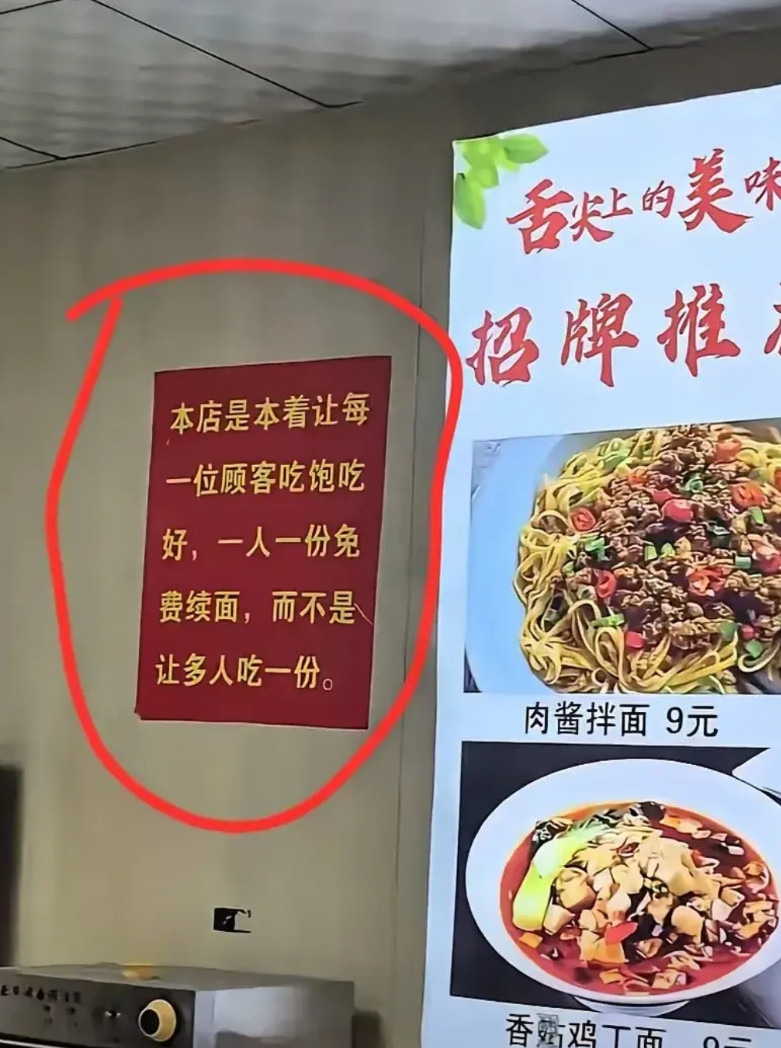 本店是本着让每
一位顾客吃饱吃
好，一人一份免
费续面，而不是
让多人吃一份。
舌尖上的美味
招牌推
肉酱拌面 9元
香 鸡丁面 9元